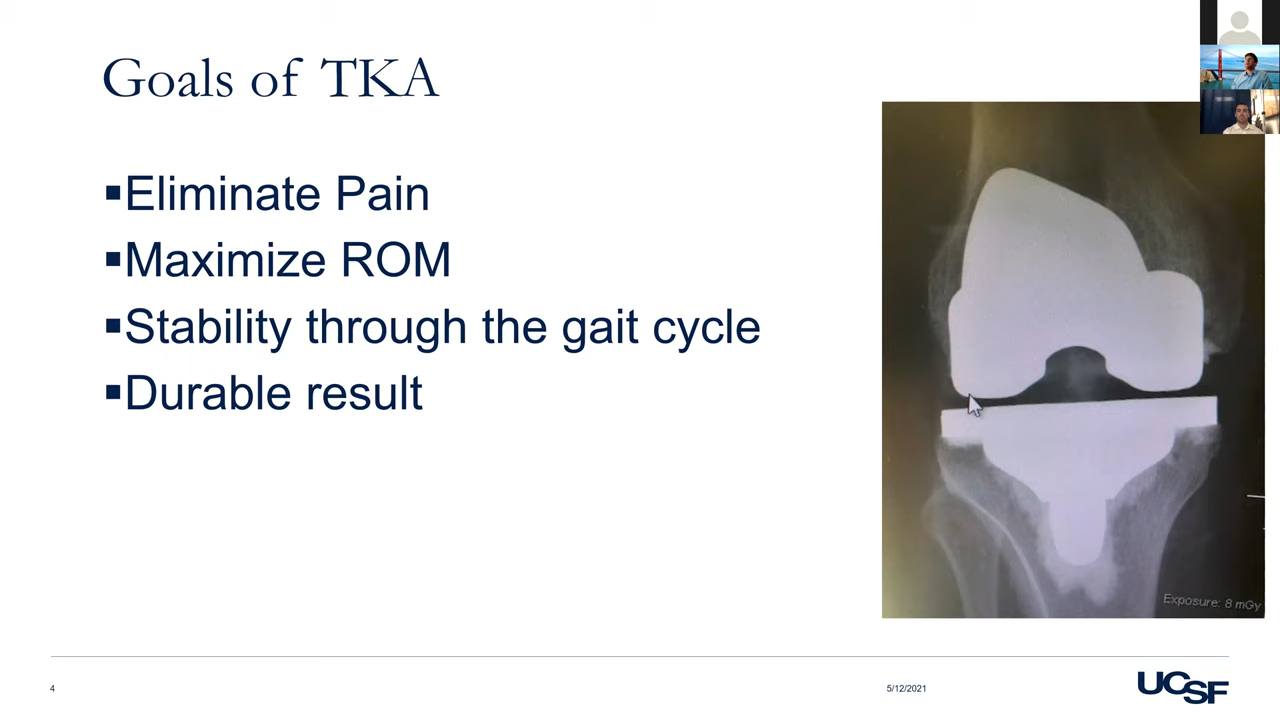 Goals of TKA
▪Eliminate Pain
▪Maximize ROM
▪Stability through the gait cycle
▪Durable result
Exposure: 8 mGy
4
5/12/2021
UCSF